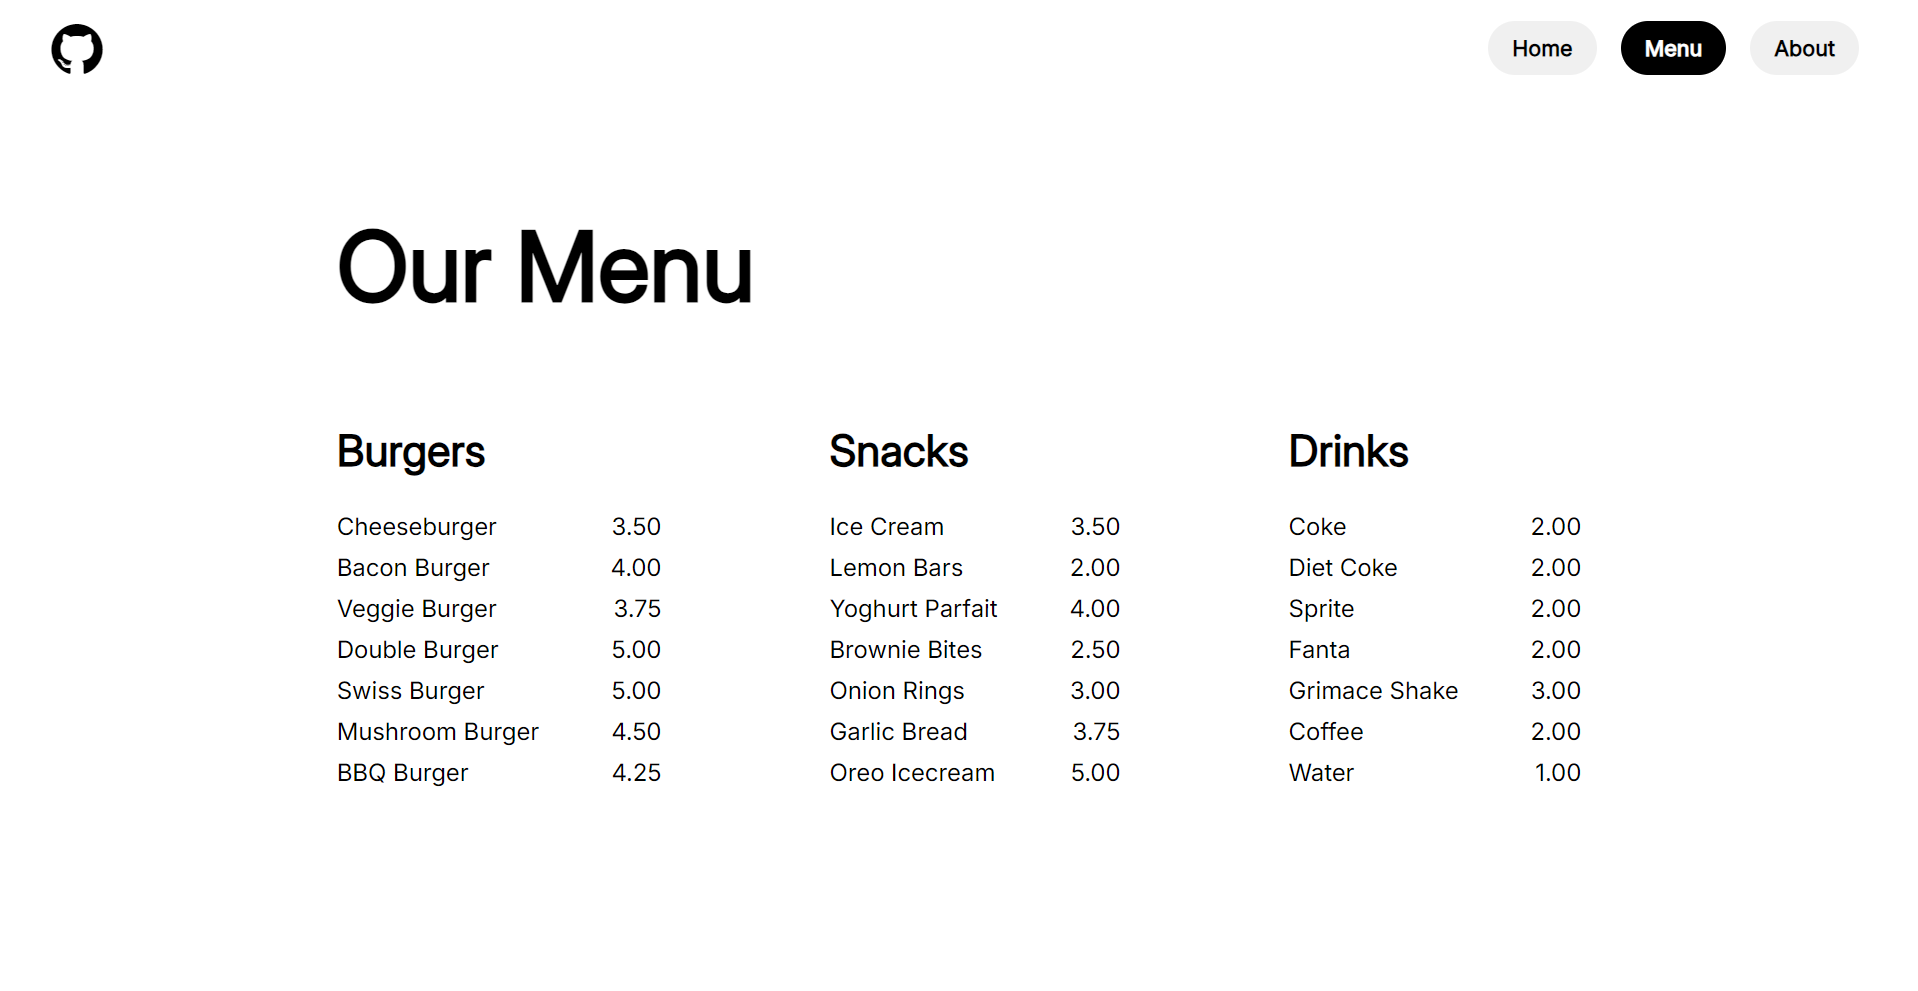 Home Menu About
Our Menu
Burgers
Cheeseburger 3.50
Bacon Burger 4.00
Veggie Burger 3.75
Double Burger 5.00
Swiss Burger 5.00
Mushroom Burger 4.50
BBQ Burger 4.25
Snacks
Ice Cream 3.50
Lemon Bars 2.00
Yoghurt Parfait 4.00
Brownie Bites 2.50
Onion Rings 3.00
Garlic Bread 3.75
Oreo Icecream 5.00
Drinks
Coke 2.00
Diet Coke 2.00
Sprite 2.00
Fanta 2.00
Grimace Shake 3.00
Coffee 2.00
Water 1.00